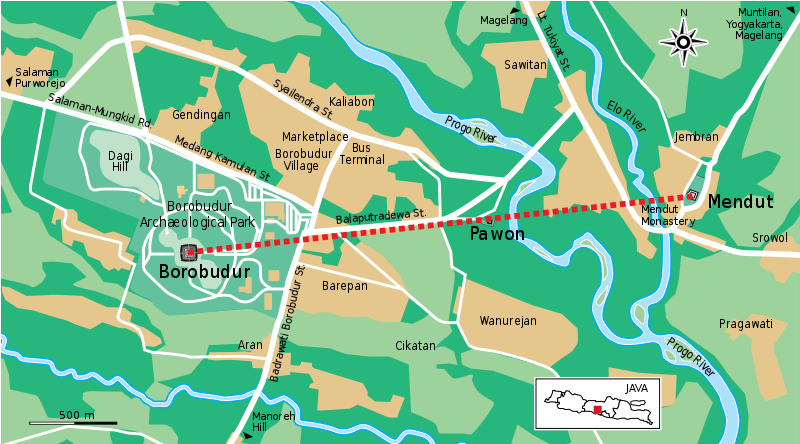 Magelang
Lt. Tukiyat St.
N
Muntilan,
Yogyakarta,
Magelang
Salaman
Purworejo
Salaman-Mungkid Rd
Gendingan
Syailendra St.
Kaliabon
Sawitan
Progo River
Elo River
Jembran
Marketplace
Borobudur
Village
Bus
Terminal
Medang Kamulan St.
Dagi
Hill
Borobudur
Archæological Park
Balaputradewa St.
Pawon
Mendut
Mendut
Monastery
Srowol
Borobudur
Barepan
Badrawati Borobudur St.
Wanurejan
Pragawati
Aran
Cikatan
Progo River
JAVA
500 m
Manoreh
Hill